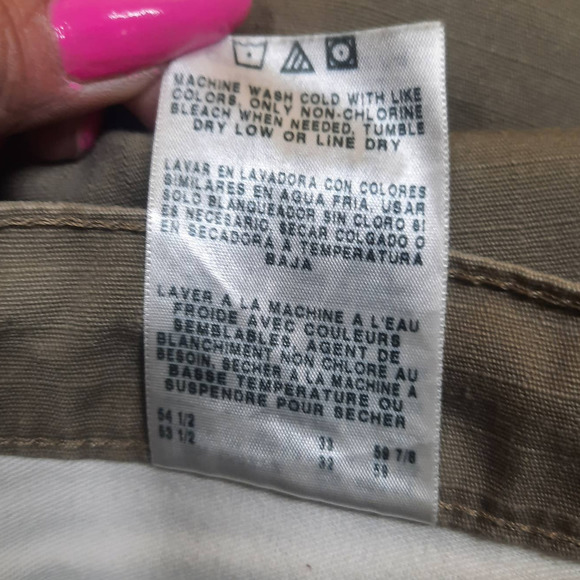 MACHINE WASH COLD WITH LIKE
COLORS, ONLY NON-CHLORINE
BLEACH WHEN NEEDED, TUMBLE
DRY LOW OR LINE DRY
LAVAR EN LAVADORA CON COLORES
SIMILARES EN AGUA FRIA, USAR
SOLO BLANQUEADOR SIN CLORO SI
ES NECESARIO, SECAR COLGADO O
EN SECADORA A TEMPERATURA
BAJA
LAVER A LA MACHINE A L'EAU
FROIDE AVEC COULEURS
SEMBLABLES, AGENT DE
BLANCHIMENT NON CHLORE AU
BESOIN, SECHER A LA MACHINE A
BASSE TEMPERATURE OU
SUSPENDRE POUR SECHER
54 1/2 33 59 7/8
53 1/2 32 59